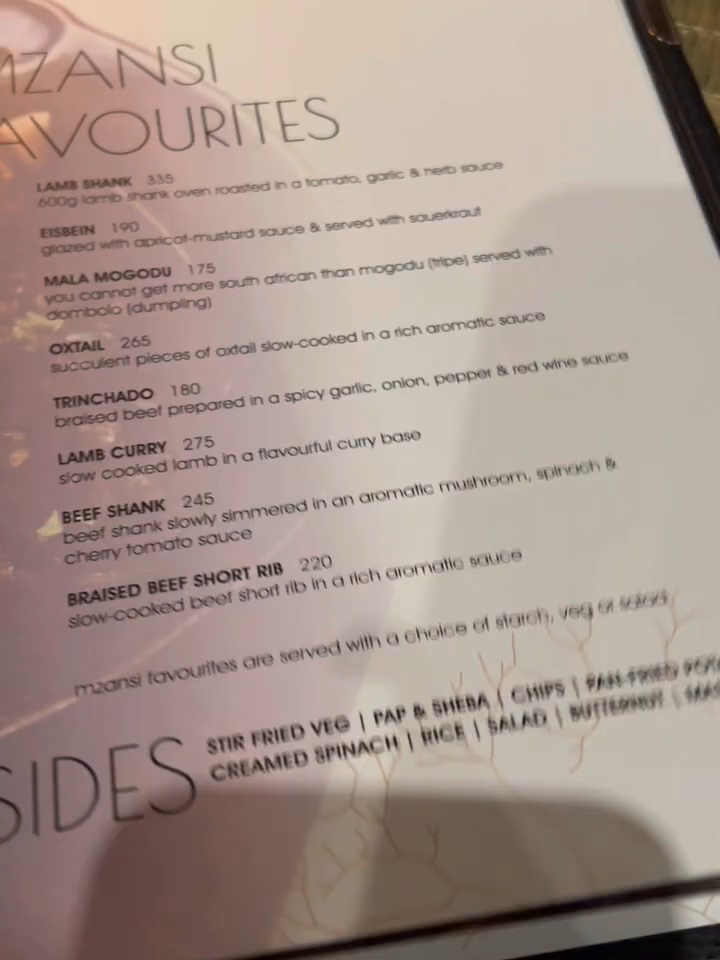 MZANSI
FAVOURITES
LAMB SHANK 335
600g lamb shank oven roasted in a tomato, garlic & herb sauce
EISBEIN 190
glazed with apricot-mustard sauce & served with sauerkraut
MALA MOGODU 175
you cannot get more south african than mogodu (tripe) served with
dombolo (dumpling)
OXTAIL 265
succulent pieces of oxtail slow-cooked in a rich aromatic sauce
TRINCHADO 180
braised beef prepared in a spicy garlic, onion, pepper & red wine sauce
LAMB CURRY 275
slow cooked lamb in a flavourful curry base
BEEF SHANK 245
beef shank slowly simmered in an aromatic mushroom, spinach &
cherry tomato sauce
BRAISED BEEF SHORT RIB 220
slow-cooked beef short rib in a rich aromatic sauce
mzansi favourites are served with a choice of starch, veg or salad
SIDES
STIR FRIED VEG | PAP & SHEBA | CHIPS | PAN-FRIED
CREAMED SPINACH | RICE | SALAD | BUTTERNUT |